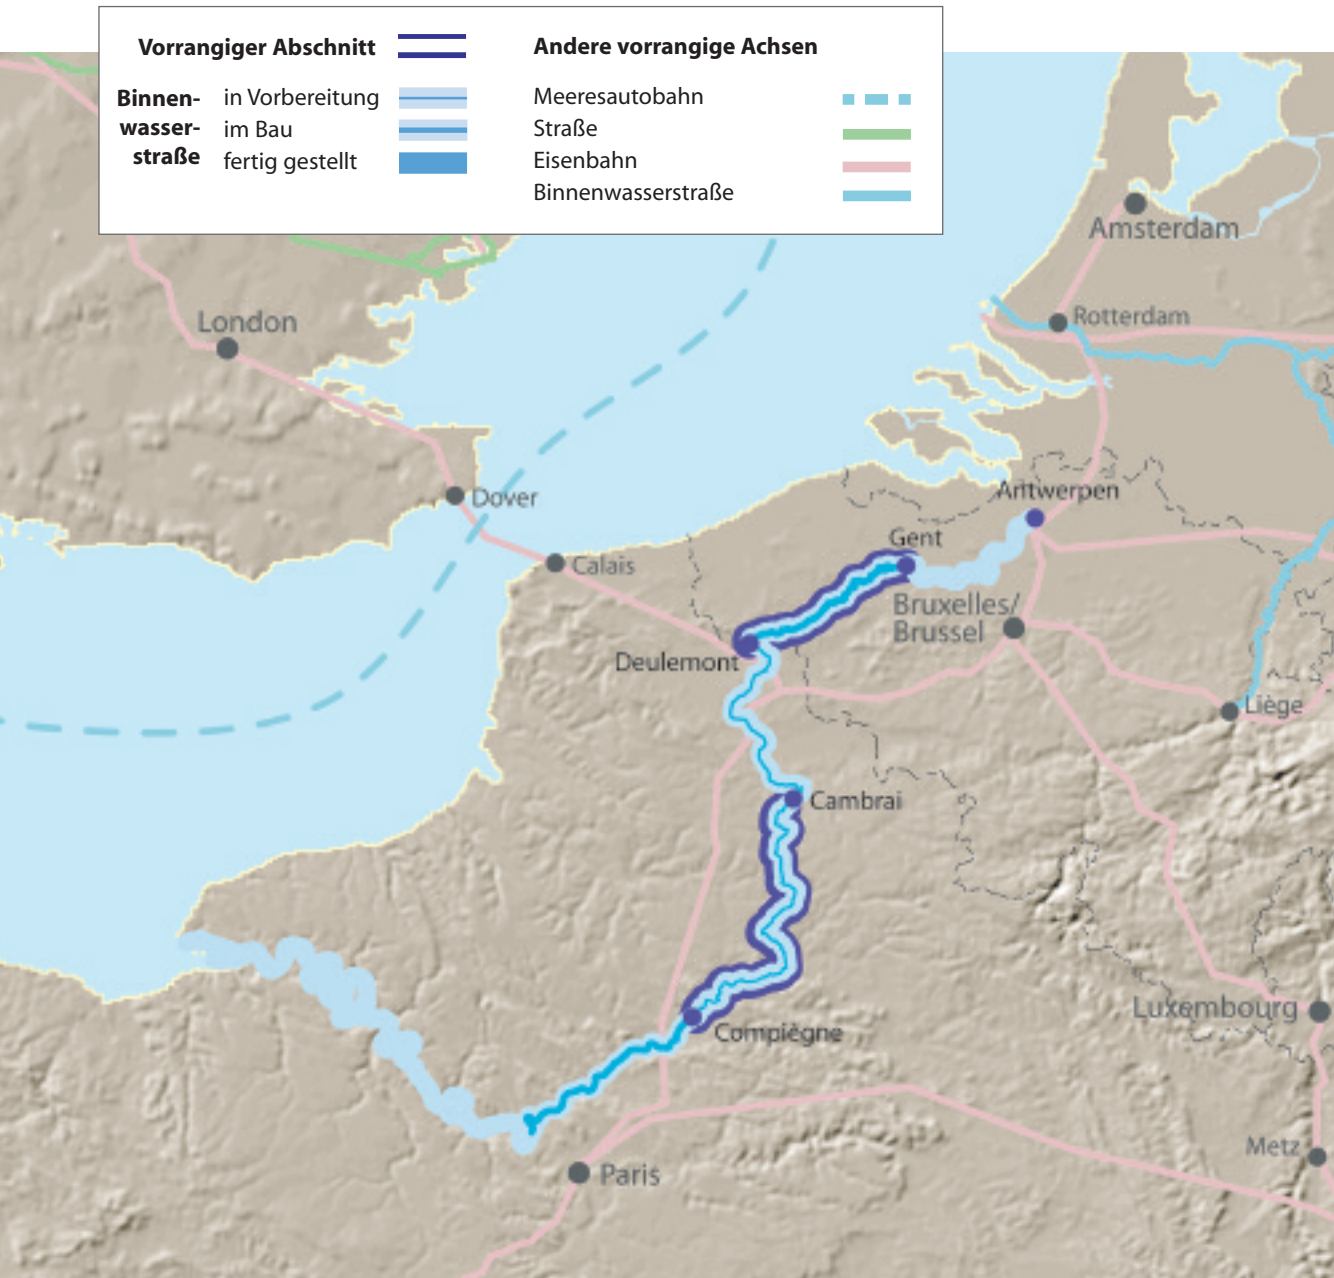 Vorrangiger Abschnitt
Binnen-
wasser-
straße
in Vorbereitung
im Bau
fertig gestellt
Andere vorrangige Achsen
Meeresautobahn
Straße
Eisenbahn
Binnenwasserstraße
Amsterdam
Rotterdam
London
Dover
Calais
Antwerpen
Gent
Bruxelles/
Brussel
Deulemont
Liège
Cambrai
Luxembourg
Compiègne
Metz
Paris